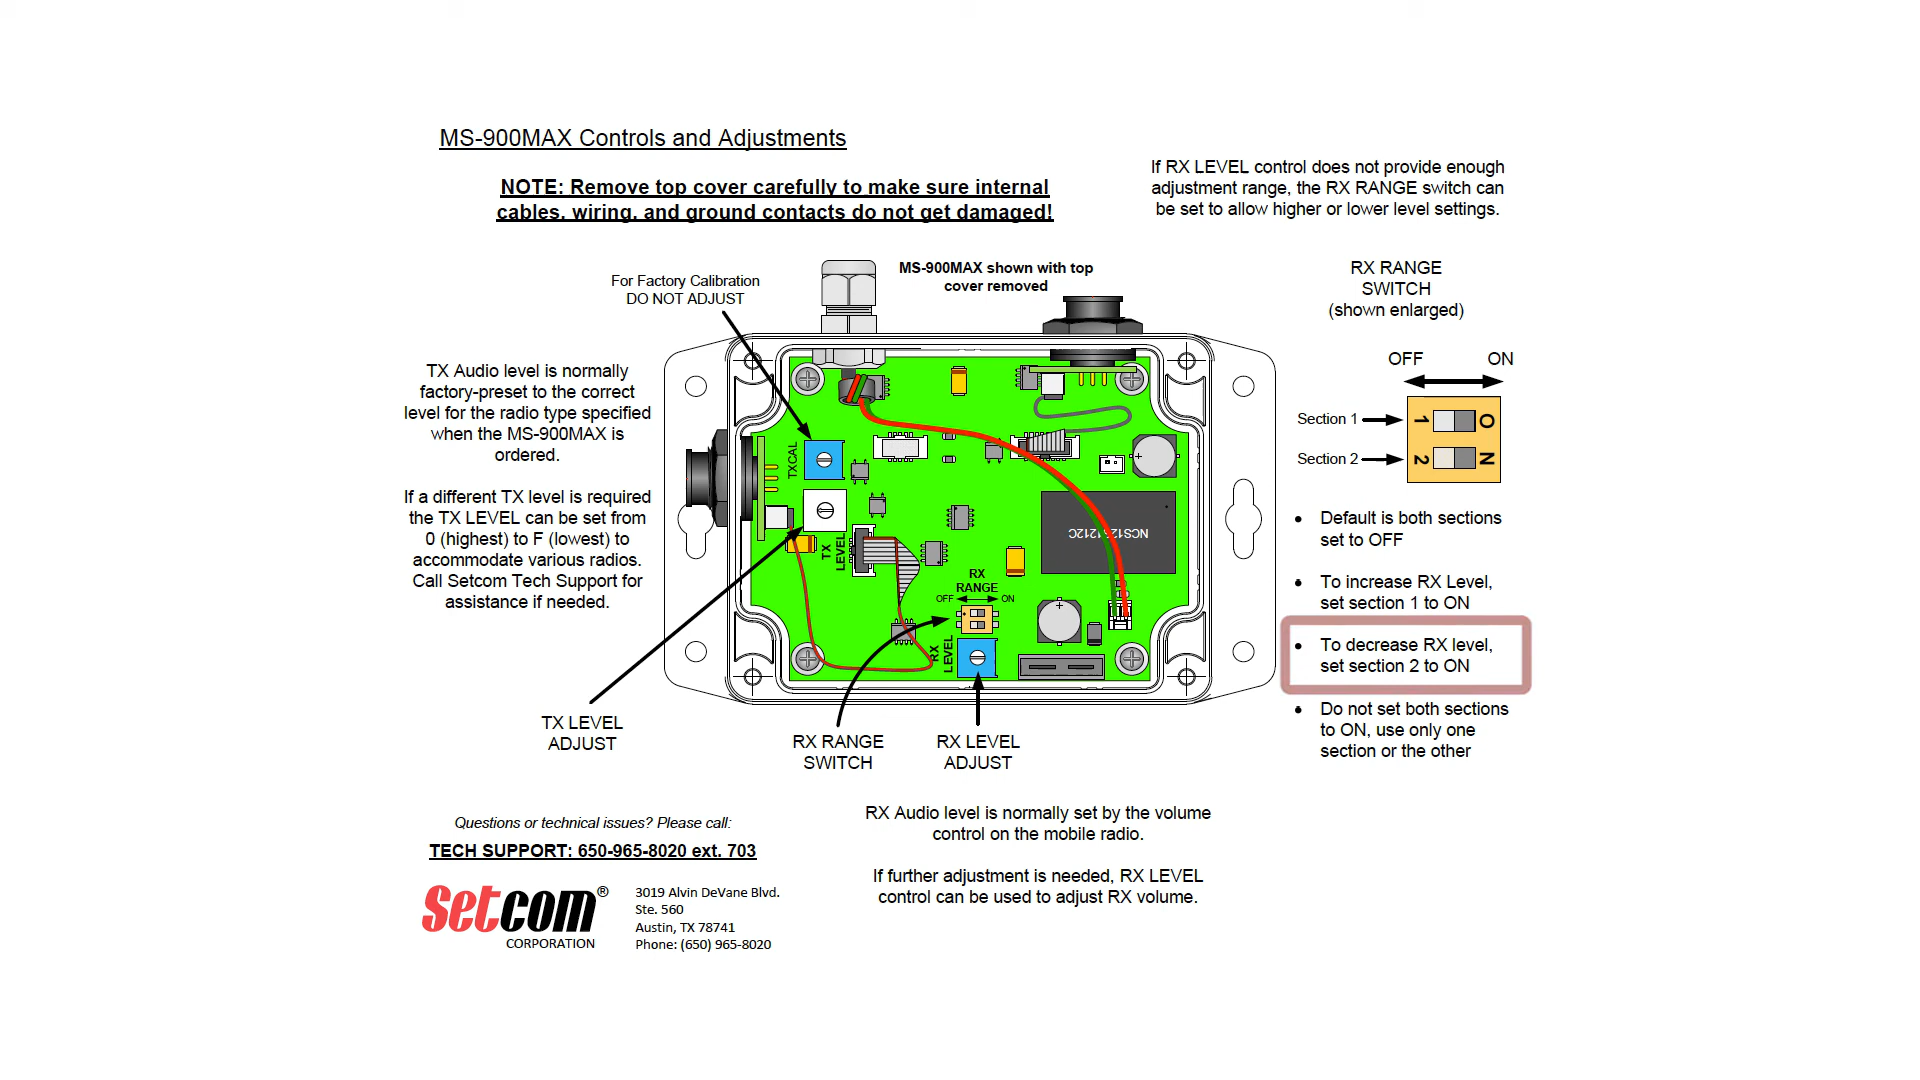 MS-900MAX Controls and Adjustments
NOTE: Remove top cover carefully to make sure internal
cables, wiring, and ground contacts do not get damaged!
If RX LEVEL control does not provide enough
adjustment range, the RX RANGE switch can
be set to allow higher or lower level settings.
For Factory Calibration
DO NOT ADJUST
MS-900MAX shown with top
cover removed
RX RANGE
SWITCH
(shown enlarged)
OFF ON
Section 1
1 O
Section 2
2 N
TX Audio level is normally
factory-preset to the correct
level for the radio type specified
when the MS-900MAX is
ordered.
If a different TX level is required
the TX LEVEL can be set from
0 (highest) to F (lowest) to
accommodate various radios.
Call Setcom Tech Support for
assistance if needed.
TXCAL
TX
LEVEL
RX
RANGE
OFF ON
RX
LEVEL
• Default is both sections
set to OFF
• To increase RX Level,
set section 1 to ON
• To decrease RX level,
set section 2 to ON
• Do not set both sections
to ON, use only one
section or the other
TX LEVEL
ADJUST
RX RANGE
SWITCH
RX LEVEL
ADJUST
RX Audio level is normally set by the volume
control on the mobile radio.
If further adjustment is needed, RX LEVEL
control can be used to adjust RX volume.
Questions or technical issues? Please call:
TECH SUPPORT: 650-965-8020 ext. 703
Setcom®
CORPORATION
3019 Alvin DeVane Blvd.
Ste. 560
Austin, TX 78741
Phone: (650) 965-8020